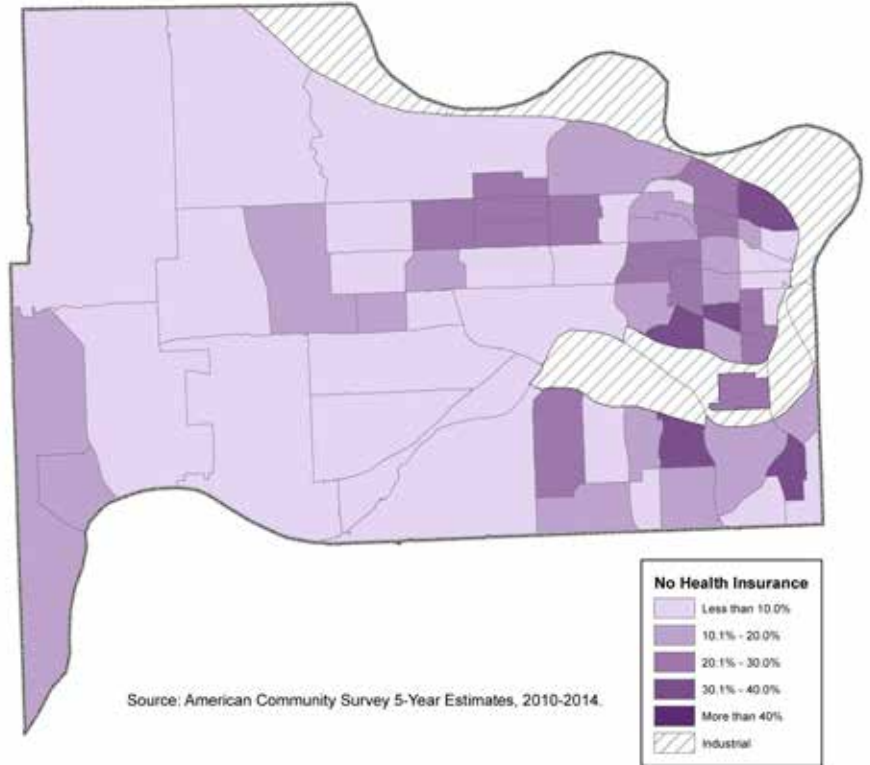 No Health Insurance
Less than 10.0%
10.1% - 20.0%
20.1% - 30.0%
30.1% - 40.0%
More than 40%
Industrial
Source: American Community Survey 5-Year Estimates, 2010-2014.